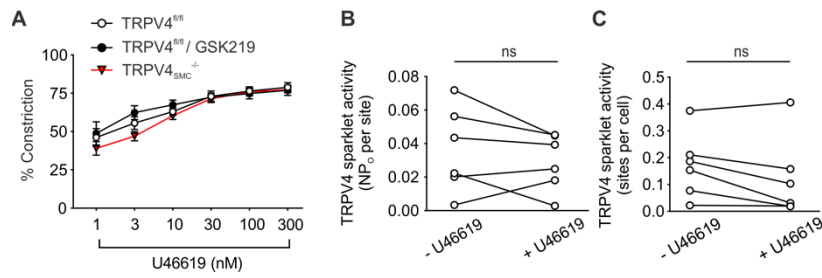 A
TRPV4fl/fl
TRPV4fl/fl / GSK219
TRPV4SMC-/-
% Constriction
100
75
50
25
0
1 3 10 30 100 300
U46619 (nM)
B
ns
TRPV4 sparklet activity
(NPO per site)
0.08
0.06
0.04
0.02
0.00
- U46619
+ U46619
C
ns
TRPV4 sparklet activity
(sites per cell)
0.5
0.4
0.3
0.2
0.1
0.0
- U46619
+ U46619